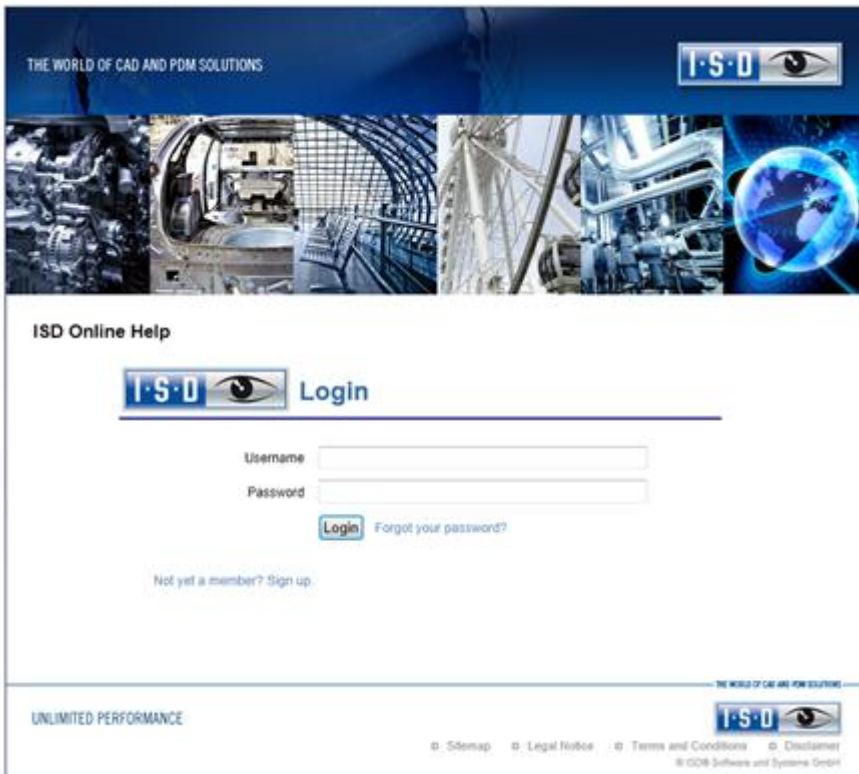 THE WORLD OF CAD AND PDM SOLUTIONS
I·S·D
ISD Online Help
I·S·D Login
Username
Password
Login Forgot your password?
Not yet a member? Sign up.
THE WORLD OF CAD AND PDM SOLUTIONS
UNLIMITED PERFORMANCE
I·S·D
Sitemap Legal Notice Terms and Conditions Disclaimer
© Software und Systeme GmbH